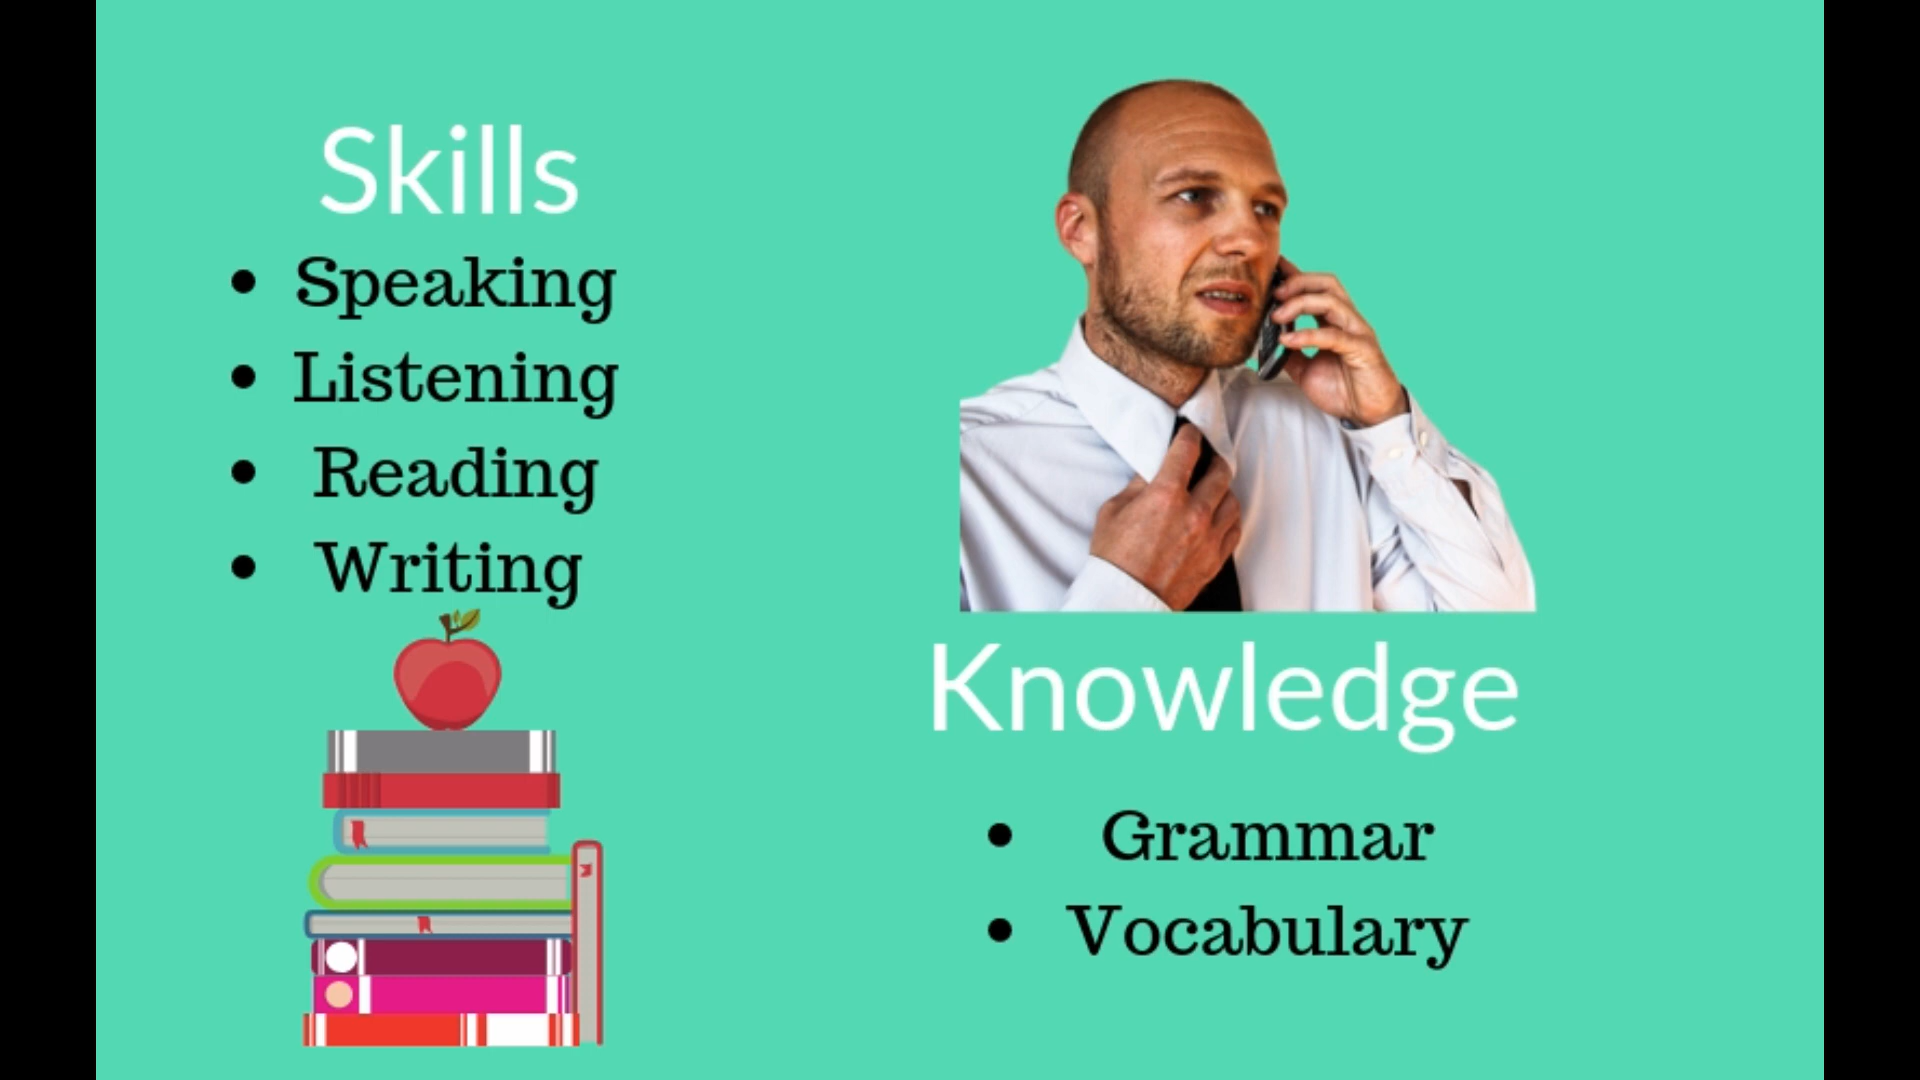 Skills
• Speaking
• Listening
• Reading
• Writing
Knowledge
• Grammar
• Vocabulary